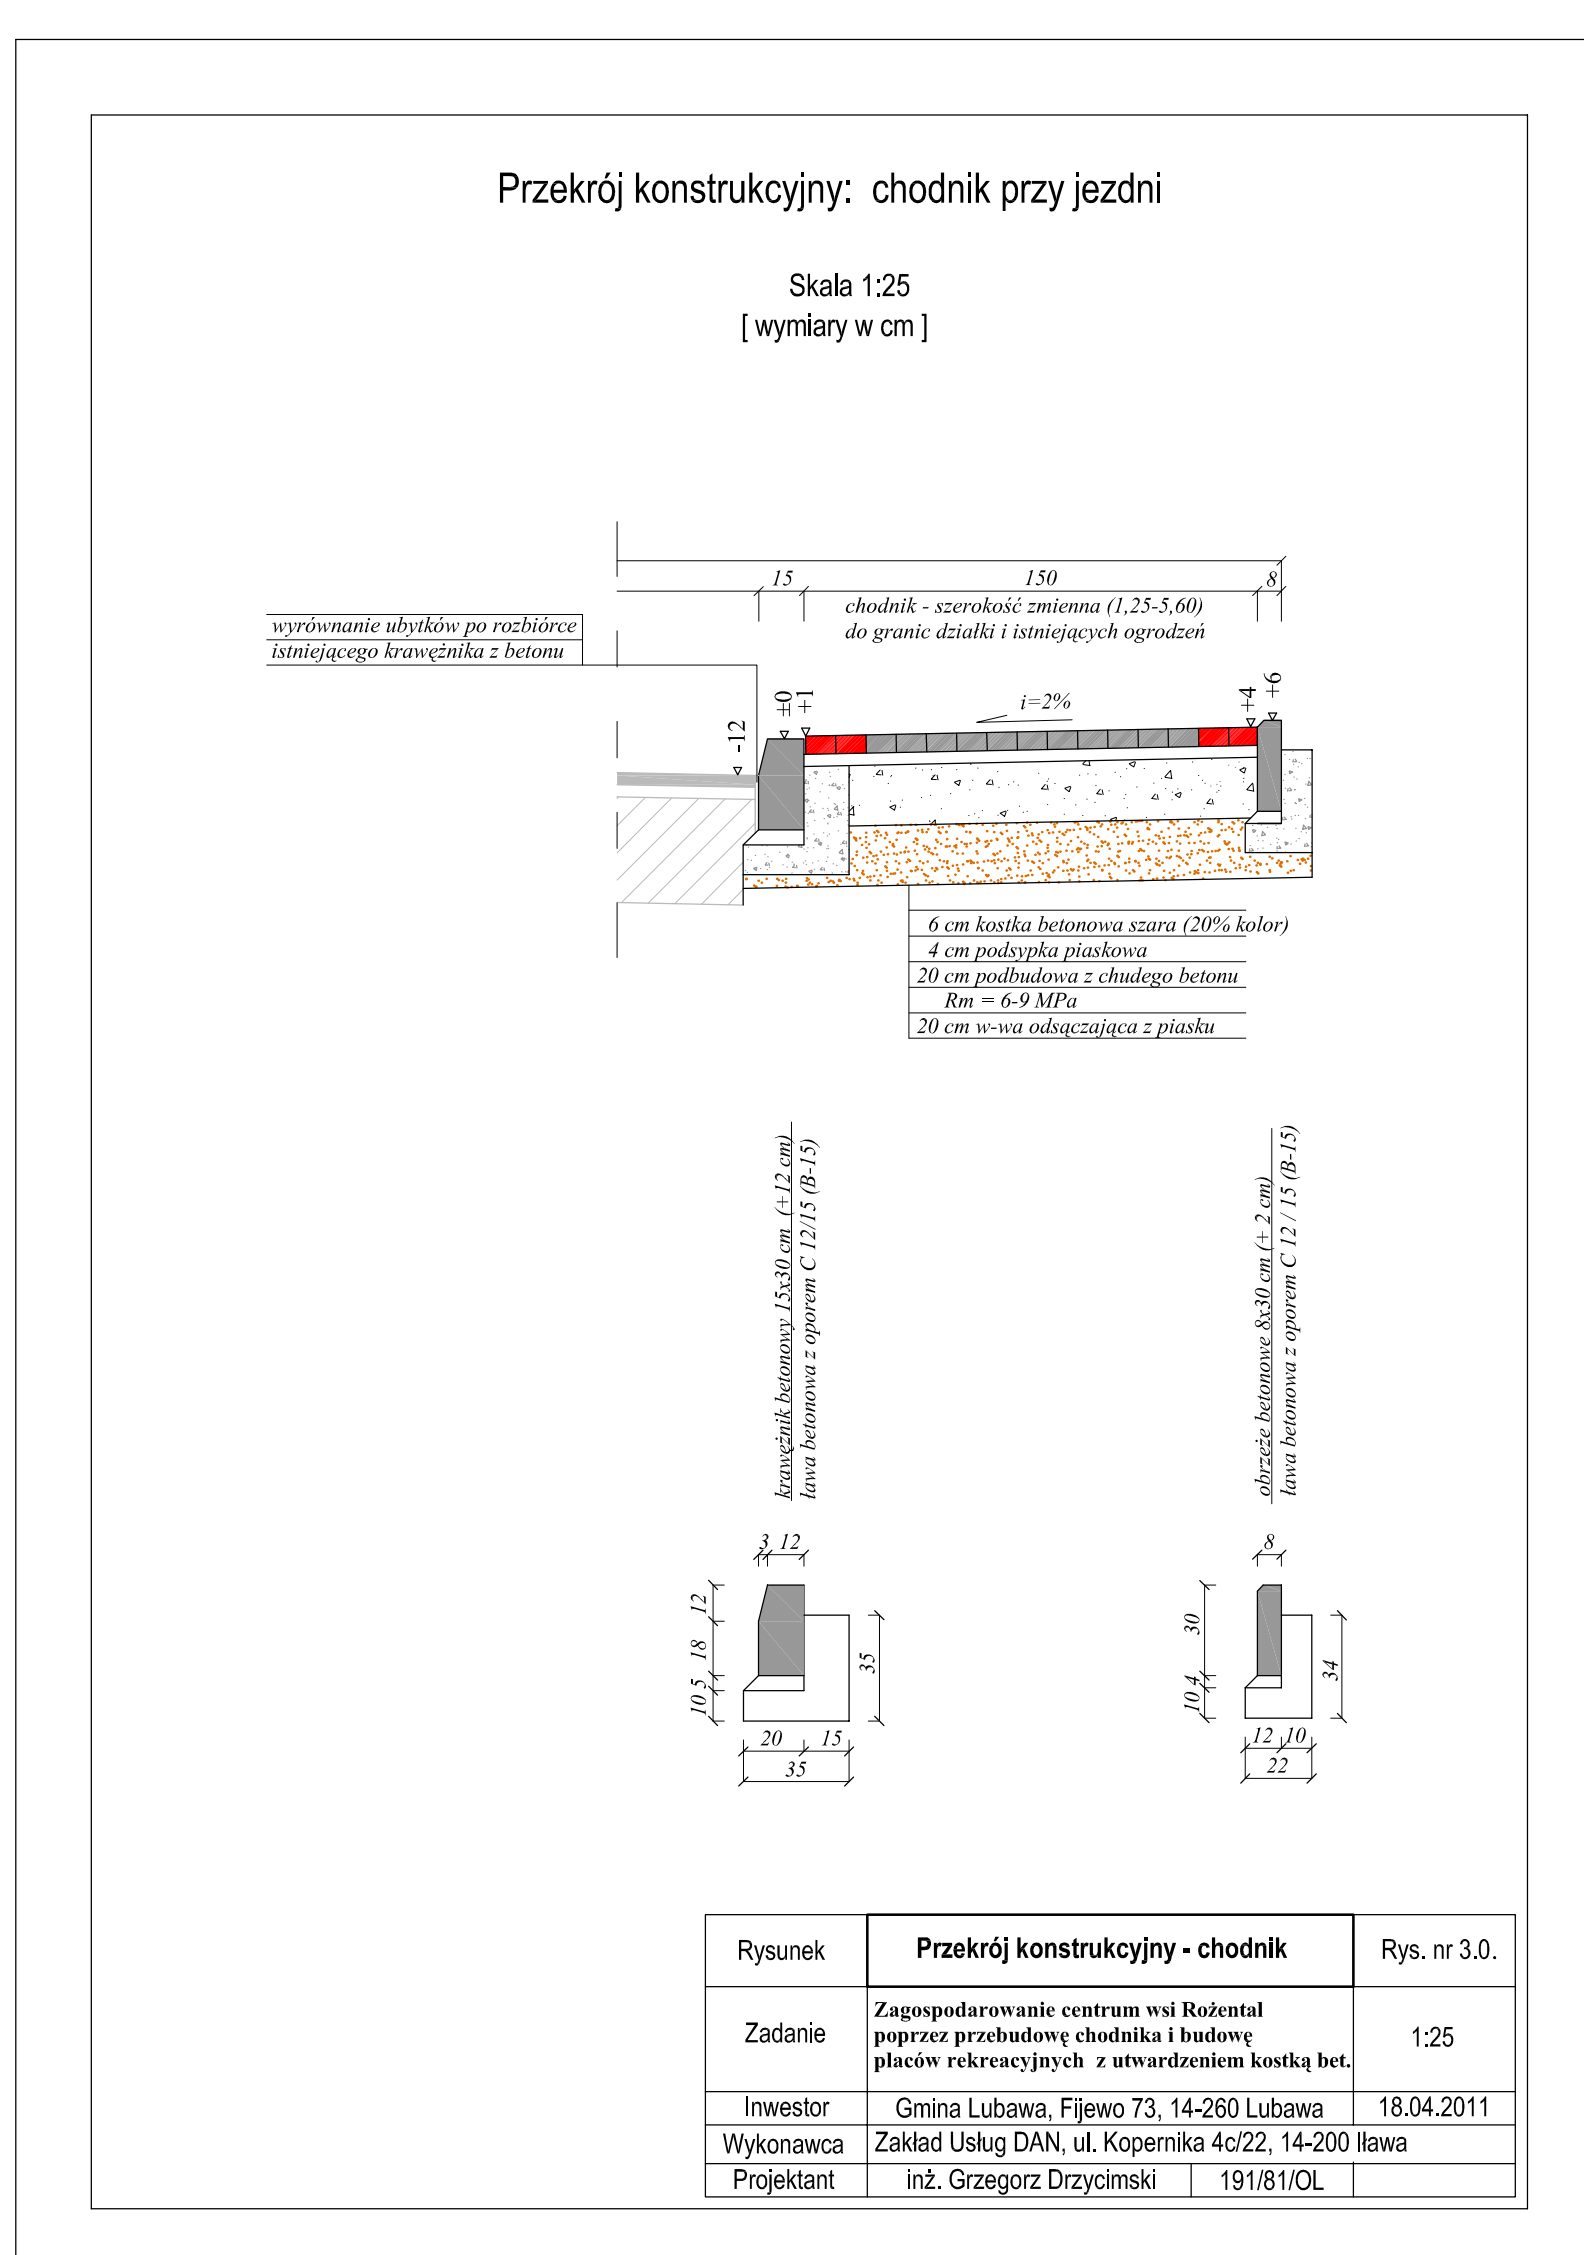 Przekrój konstrukcyjny: chodnik przy jezdni
Skala 1:25
[ wymiary w cm ]
15
150
8
chodnik - szerokość zmienna (1,25-5,60)
do granic działki i istniejących ogrodzeń
wyrównanie ubytków po rozbiórce
istniejącego krawężnika z betonu
-12
±0
+1
i=2%
+4
+6
6 cm kostka betonowa szara (20% kolor)
4 cm podsypka piaskowa
20 cm podbudowa z chudego betonu
Rm = 6-9 MPa
20 cm w-wa odsączająca z piasku
krawężnik betonowy 15x30 cm (+12 cm)
ława betonowa z oporem C 12/15 (B-15)
obrzeże betonowe 8x30 cm (+ 2 cm)
ława betonowa z oporem C 12 / 15 (B-15)
3 12
12
18
5
10
35
20 15
35
8
30
4
10
34
12 10
22
Rysunek
Przekrój konstrukcyjny - chodnik
Rys. nr 3.0.
Zadanie
Zagospodarowanie centrum wsi Rożental
poprzez przebudowę chodnika i budowę
placów rekreacyjnych z utwardzeniem kostką bet.
1:25
Inwestor
Gmina Lubawa, Fijewo 73, 14-260 Lubawa
18.04.2011
Wykonawca
Zakład Usług DAN, ul. Kopernika 4c/22, 14-200 Iława
Projektant
inż. Grzegorz Drzycimski
191/81/OL